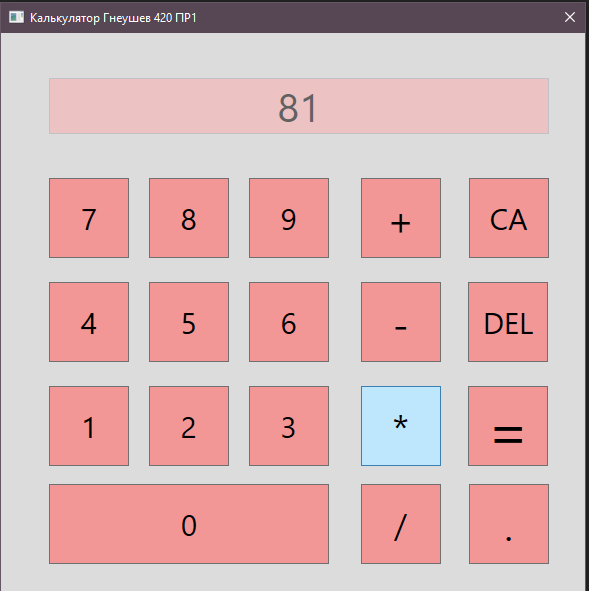 Калькулятор Гнеушев 420 ПР1
81
7 8 9 + CA
4 5 6 - DEL
1 2 3 * =
0 / .